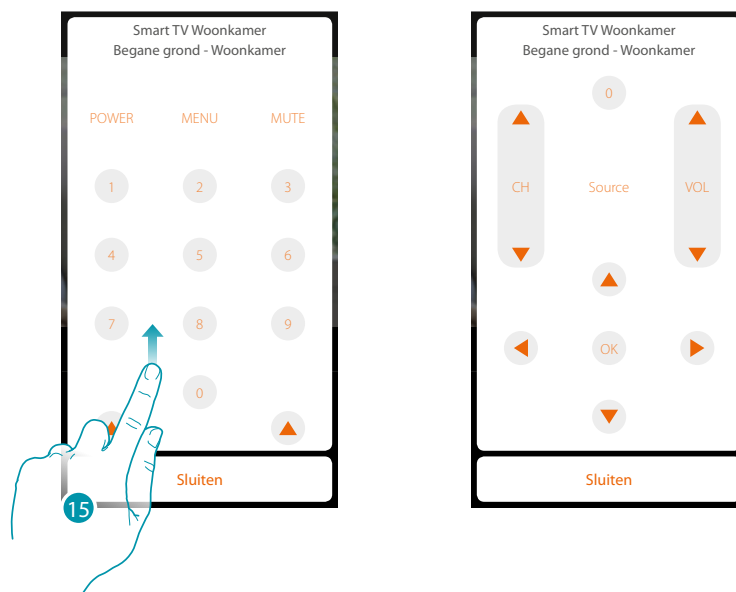 Smart TV Woonkamer
Begane grond - Woonkamer
POWER MENU MUTE
1 2 3
4 5 6
7 8 9
0
Sluiten
15
Smart TV Woonkamer
Begane grond - Woonkamer
0
CH Source VOL
OK
Sluiten